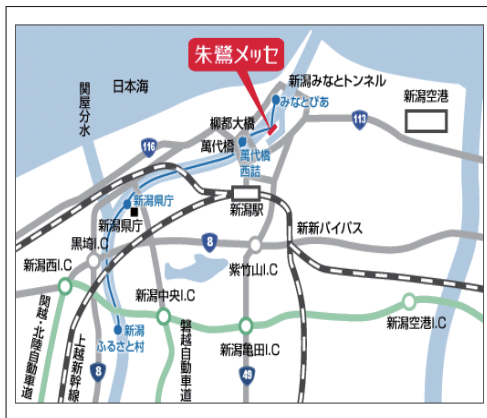 朱鷺メッセ
関屋分水
日本海
新潟みなとトンネル
みなとぴあ
新潟空港
柳都大橋
113
116
萬代橋
萬代橋
西詰
新潟県庁
新潟県庁
新潟駅
新新バイパス
黒埼I.C
8
新潟西I.C
紫竹山I.C
新潟中央I.C
新潟空港I.C
新潟
ふるさと村
新潟亀田I.C
関越・北陸自動車道
上越新幹線
8
磐越自動車道
49